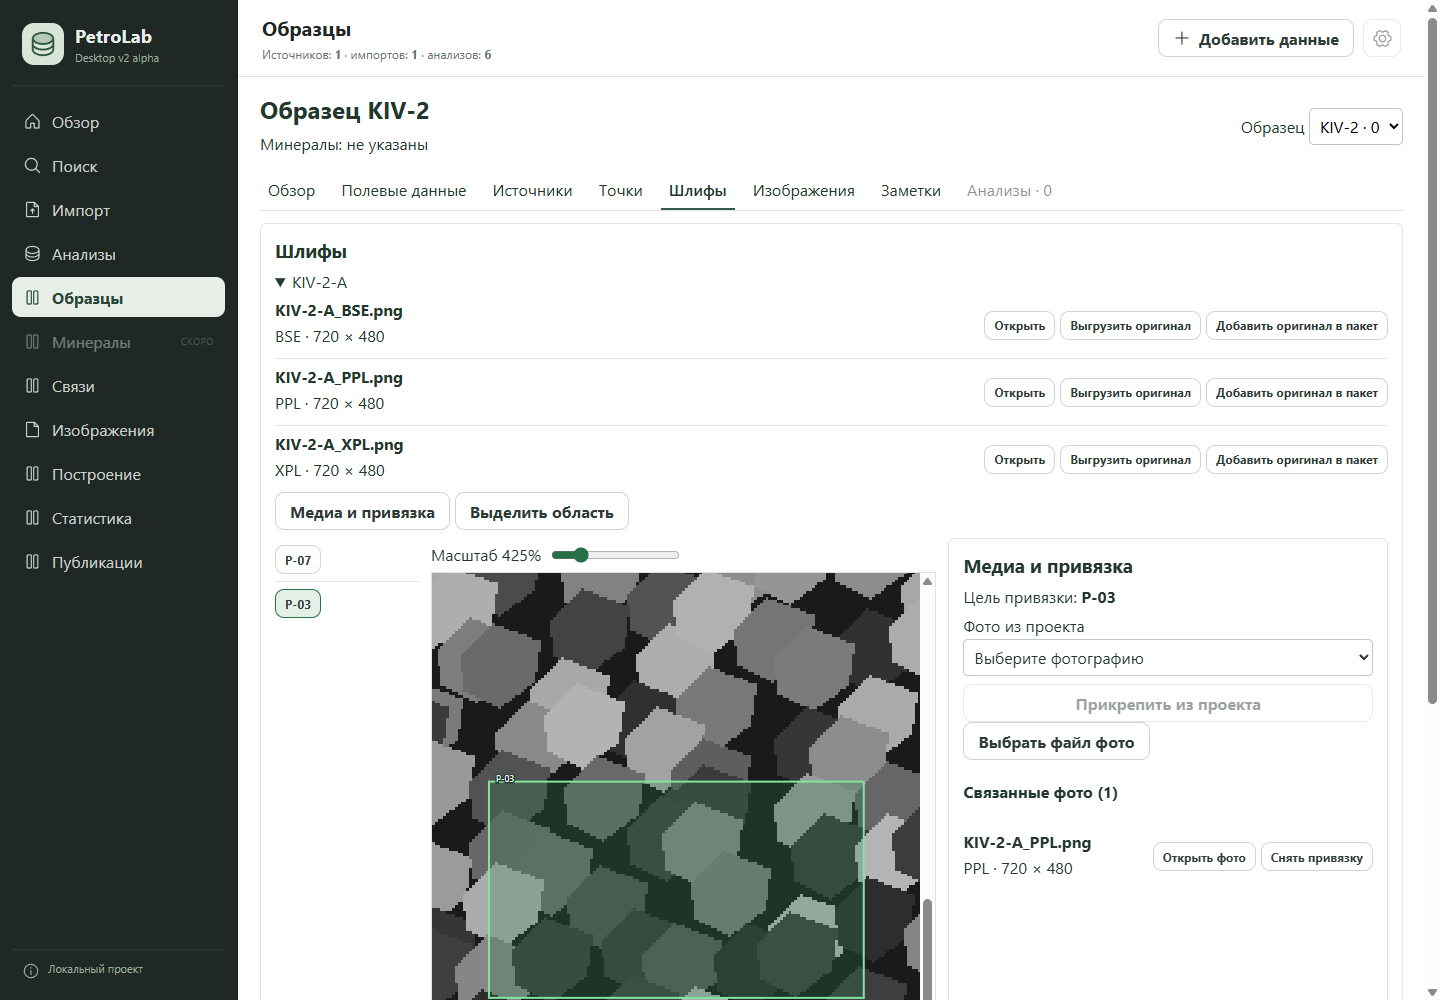 PetroLab
Desktop v2 alpha
Обзор
Поиск
Импорт
Анализы
Образцы
Минералы СКОРО
Связи
Изображения
Построение
Статистика
Публикации
Локальный проект
Образцы
Источников: 1 · импортов: 1 · анализов: 6
Добавить данные
Образец KIV-2
Минералы: не указаны
Образец KIV-2 · 0
Обзор Полевые данные Источники Точки Шлифы Изображения Заметки Анализы · 0
Шлифы
KIV-2-A
KIV-2-A_BSE.png
BSE · 720 × 480
Открыть Выгрузить оригинал Добавить оригинал в пакет
KIV-2-A_PPL.png
PPL · 720 × 480
Открыть Выгрузить оригинал Добавить оригинал в пакет
KIV-2-A_XPL.png
XPL · 720 × 480
Открыть Выгрузить оригинал Добавить оригинал в пакет
Медиа и привязка Выделить область
P-07
P-03
Масштаб 425%
P-03
Медиа и привязка
Цель привязки: P-03
Фото из проекта
Выберите фотографию
Прикрепить из проекта
Выбрать файл фото
Связанные фото (1)
KIV-2-A_PPL.png
PPL · 720 × 480
Открыть фото Снять привязку